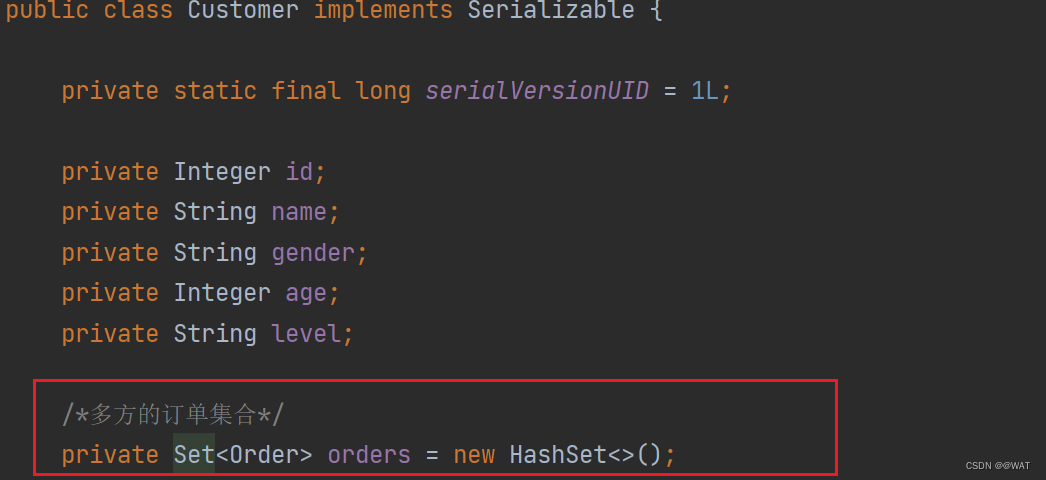 public class Customer implements Serializable {
private static final long serialVersionUID = 1L;
private Integer id;
private String name;
private String gender;
private Integer age;
private String level;
/*多方的订单集合*/
private Set<Order> orders = new HashSet<>();
CSDN @@WAT